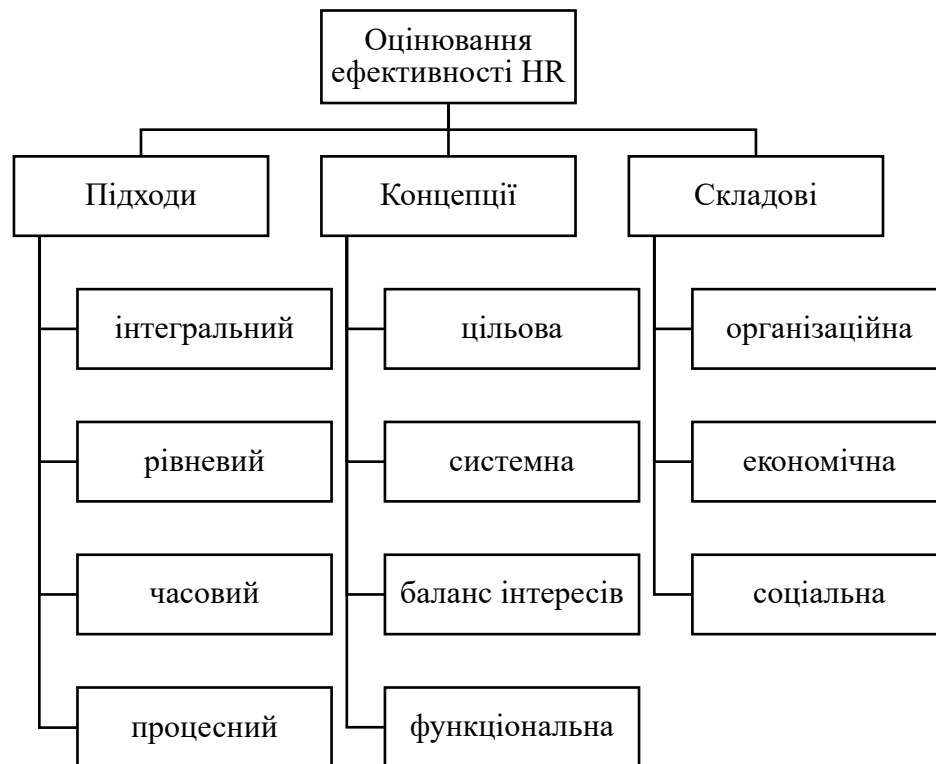 Оцінювання
ефективності HR
Підходи
Концепції
Складові
інтегральний
цільова
організаційна
рівневий
системна
економічна
часовий
баланс інтересів
соціальна
процесний
функціональна